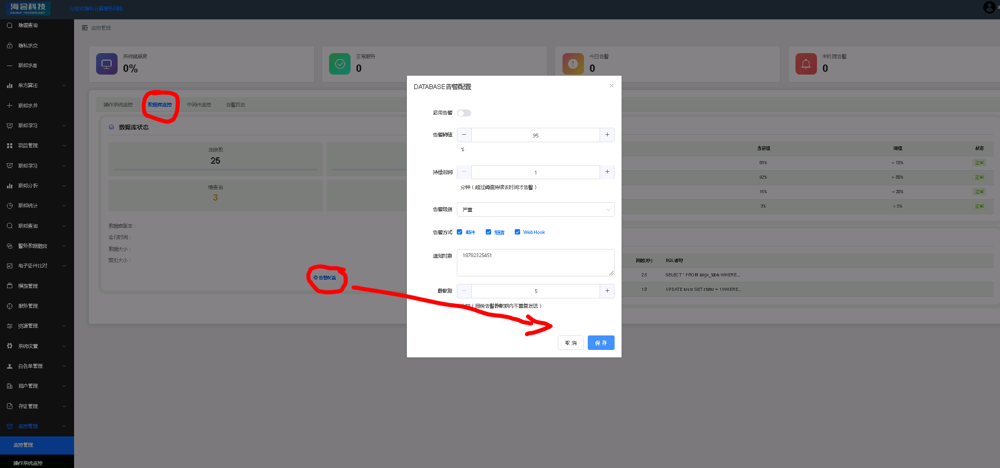 海会科技
HAIHUI TECHNOLOGY
分布式隐私计算服务网络
隐匿查询
隐私求交
联邦求差
单方算法
联邦求并
联邦学习
项目管理
联邦学习
联邦分析
联邦统计
联邦查询
警务数据融合
电子证件比对
模型管理
服务管理
资源管理
系统设置
白名单管理
租户管理
存证管理
监控管理
监控管理
操作系统监控
监控管理
系统健康度
0%
正常服务
0
今日告警
0
未处理告警
0
操作系统监控
数据库监控
中间件监控
告警历史
数据库状态
连接数
25
慢查询
3
数据库版本：
运行时间：
数据大小：
索引大小：
告警配置
DATABASE告警配置
启用告警
告警阈值
95
%
持续时间
1
分钟（超过阈值持续该时间才告警）
告警级别
严重
告警方式
邮件
短信
WebHook
通知对象
18782325451
静默期
5
分钟（同类告警静默期内不重复发送）
取 消
保 存
当前值 阈值 状态
85% > 70% 正常
92% > 80% 正常
15% < 20% 正常
3% < 5% 正常
耗时(秒) SQL语句
2.5 SELECT * FROM large_table WHERE...
1.8 UPDATE users SET status = 1 WHERE...